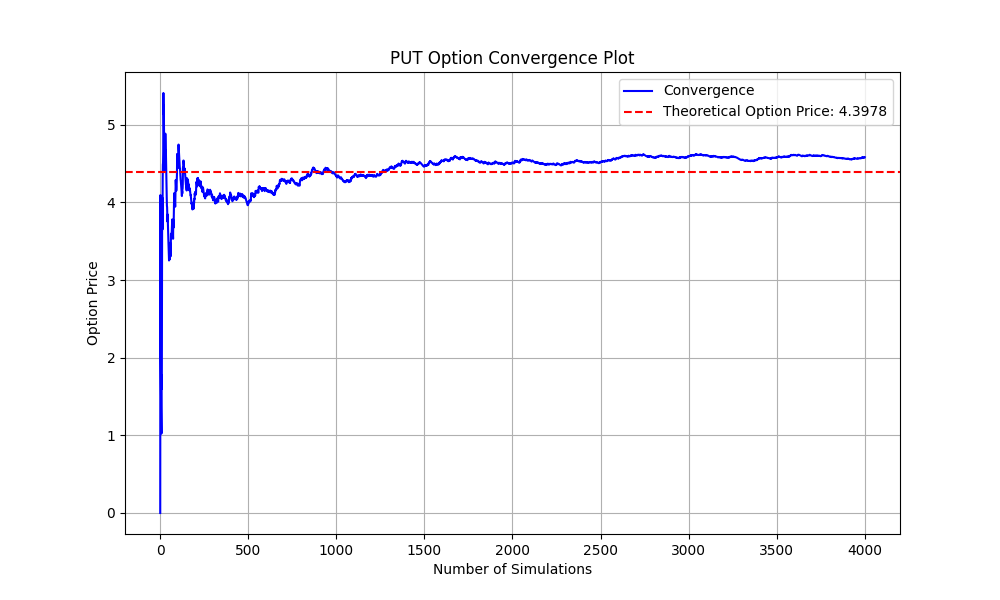 PUT Option Convergence Plot
Convergence
Theoretical Option Price: 4.3978
Option Price
5
4
3
2
1
0
0 500 1000 1500 2000 2500 3000 3500 4000
Number of Simulations